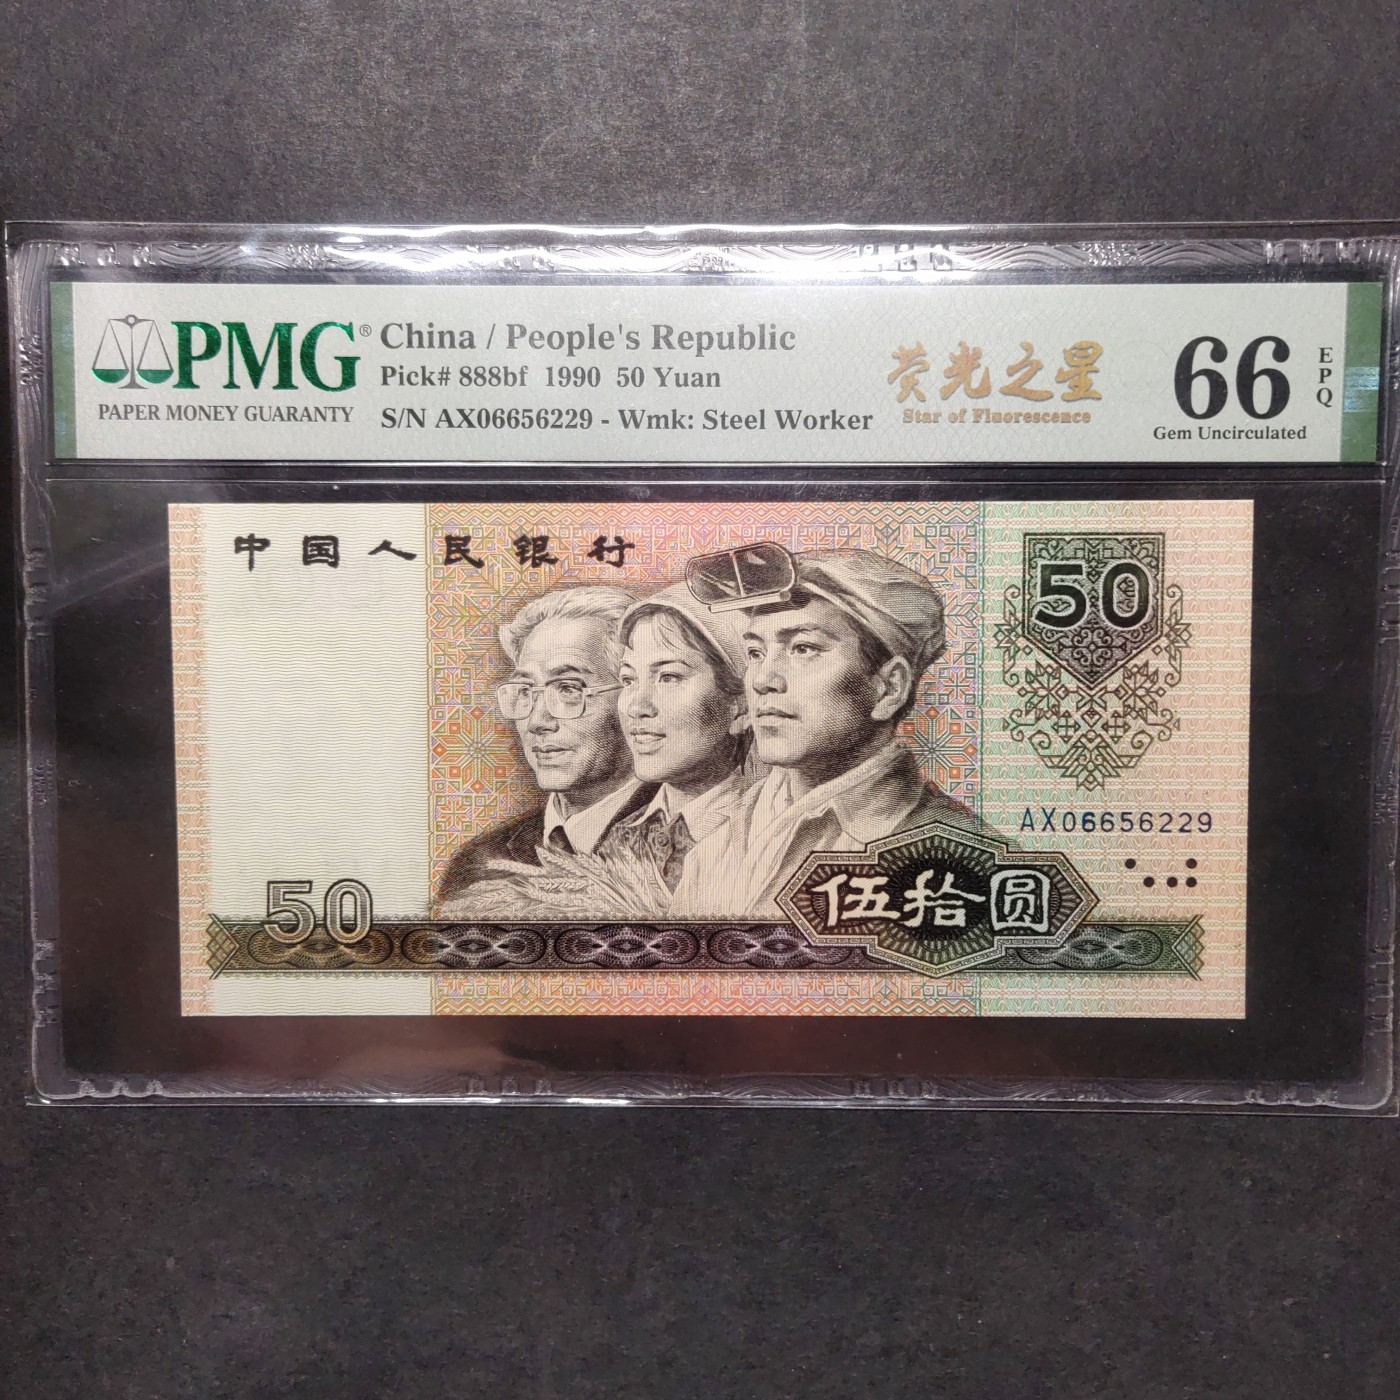 PMG®
PAPER MONEY GUARANTY
China / People's Republic
Pick# 888bf 1990 50 Yuan
S/N AX06656229 - Wmk: Steel Worker
荧光之星
Star of Fluorescence
66
EPQ
Gem Uncirculated
中国人民银行
50
AX06656229
50
伍拾圆